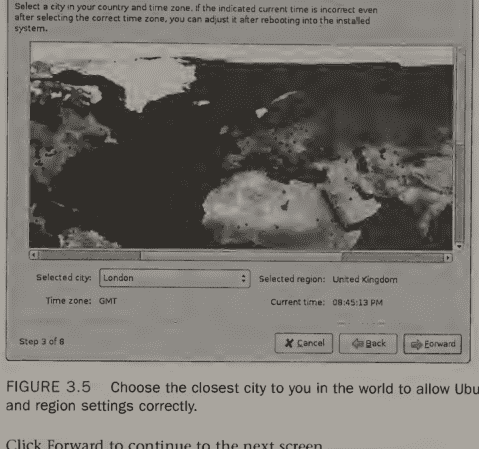 Select a city in your country and time zone. If the indicated current time is incorrect even
after selecting the correct time zone, you can adjust it after rebooting into the installed
system.
Selected city: London Selected region: United Kingdom
Time zone: GMT Current time: 08:45:13 PM
Step 3 of 8 Cancel Back Forward
FIGURE 3.5 Choose the closest city to you in the world to allow Ubu
and region settings correctly.
Click Forward to continue to the next screen